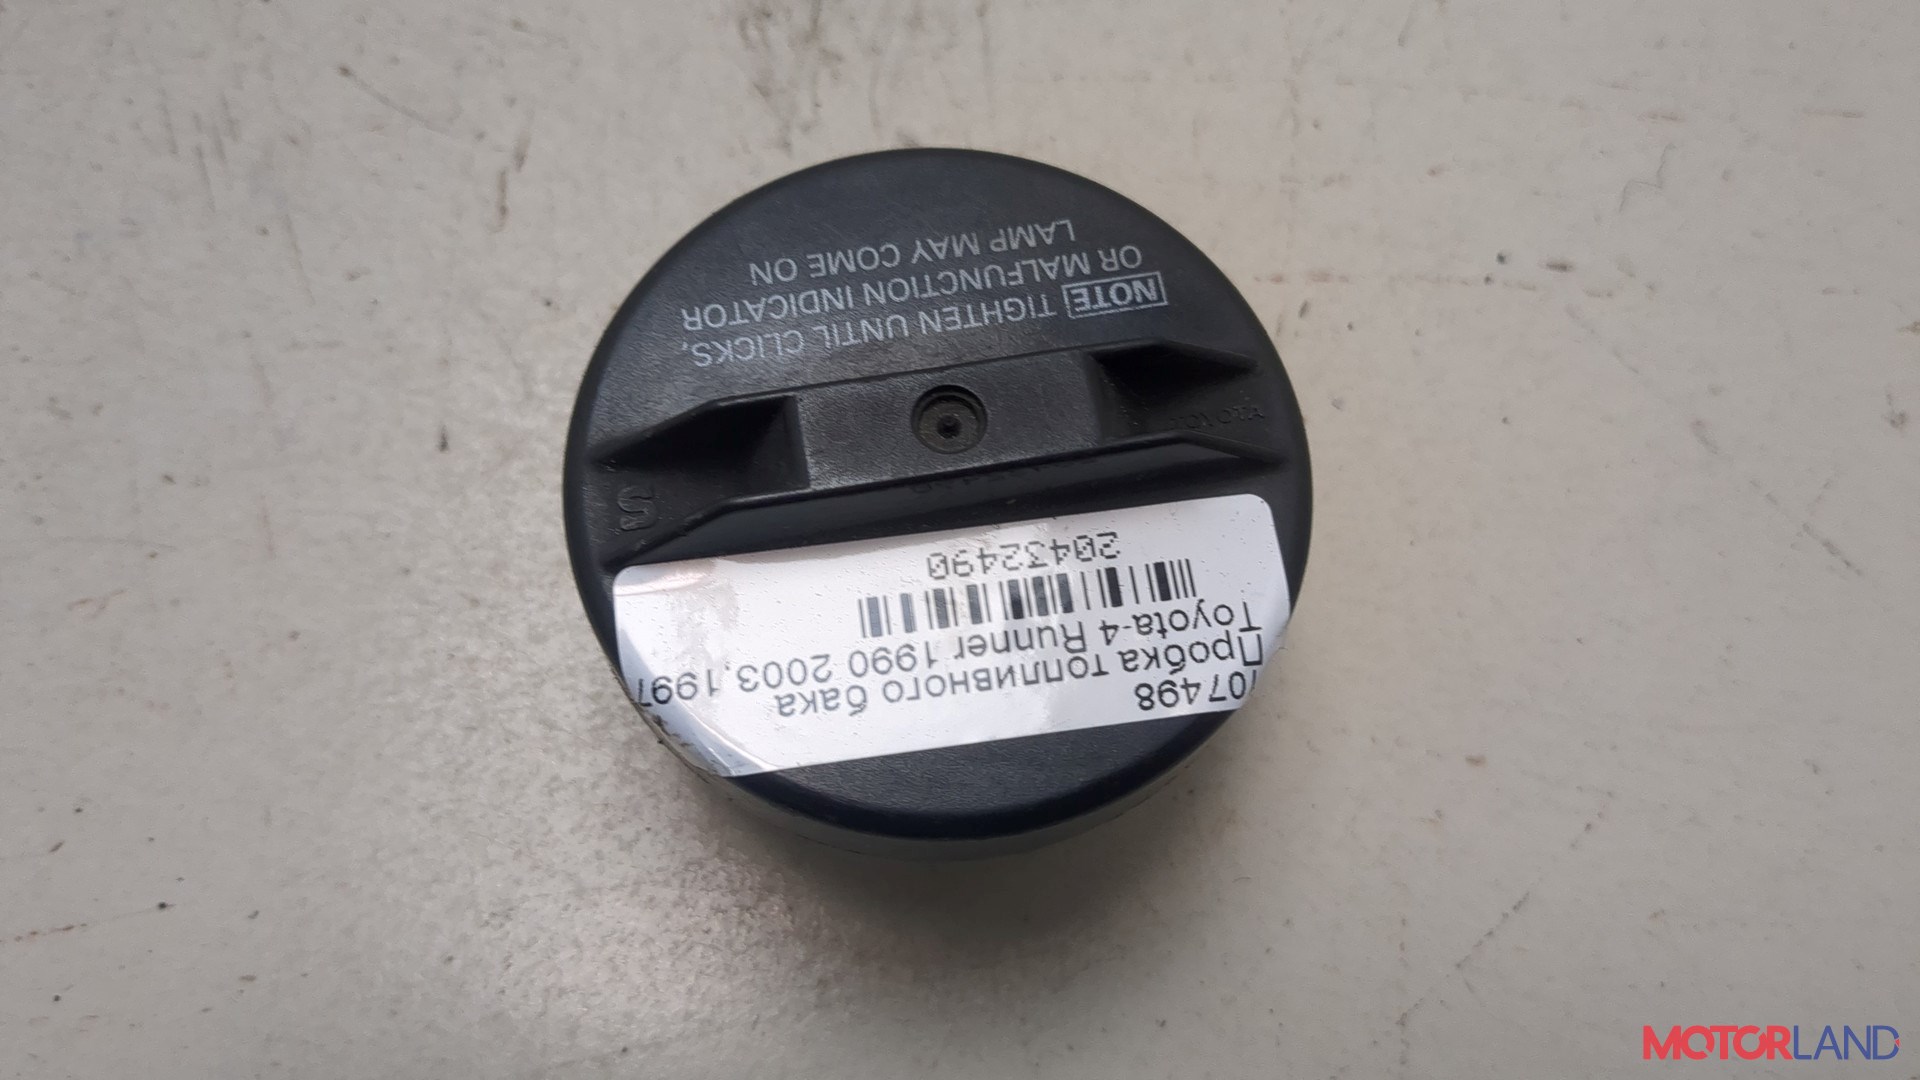 NOTE TIGHTEN UNTIL CLICKS,
OR MALFUNCTION INDICATOR
LAMP MAY COME ON
TOYOTA
S
707498
Пробка топливного бака
Toyota-4 Runner 1990 2003, 1997
20432490
MOTORLAND